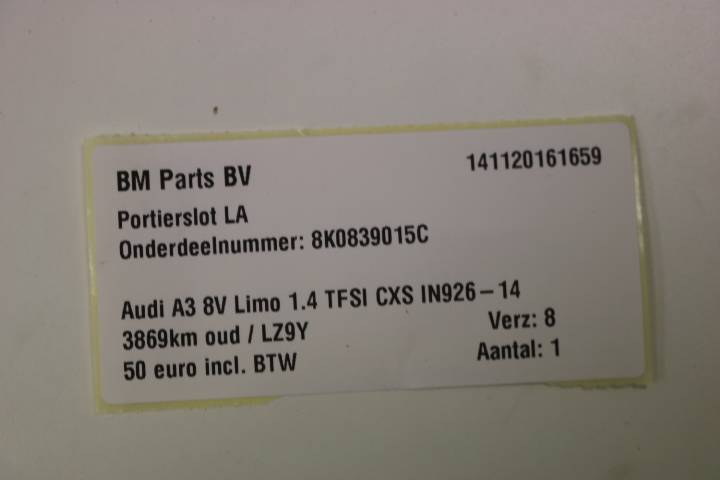 BM Parts BV 141120161659
Portierslot LA
Onderdeelnummer: 8K0839015C
Audi A3 8V Limo 1.4 TFSI CXS IN926-14
3869km oud / LZ9Y Verz: 8
50 euro incl. BTW Aantal: 1